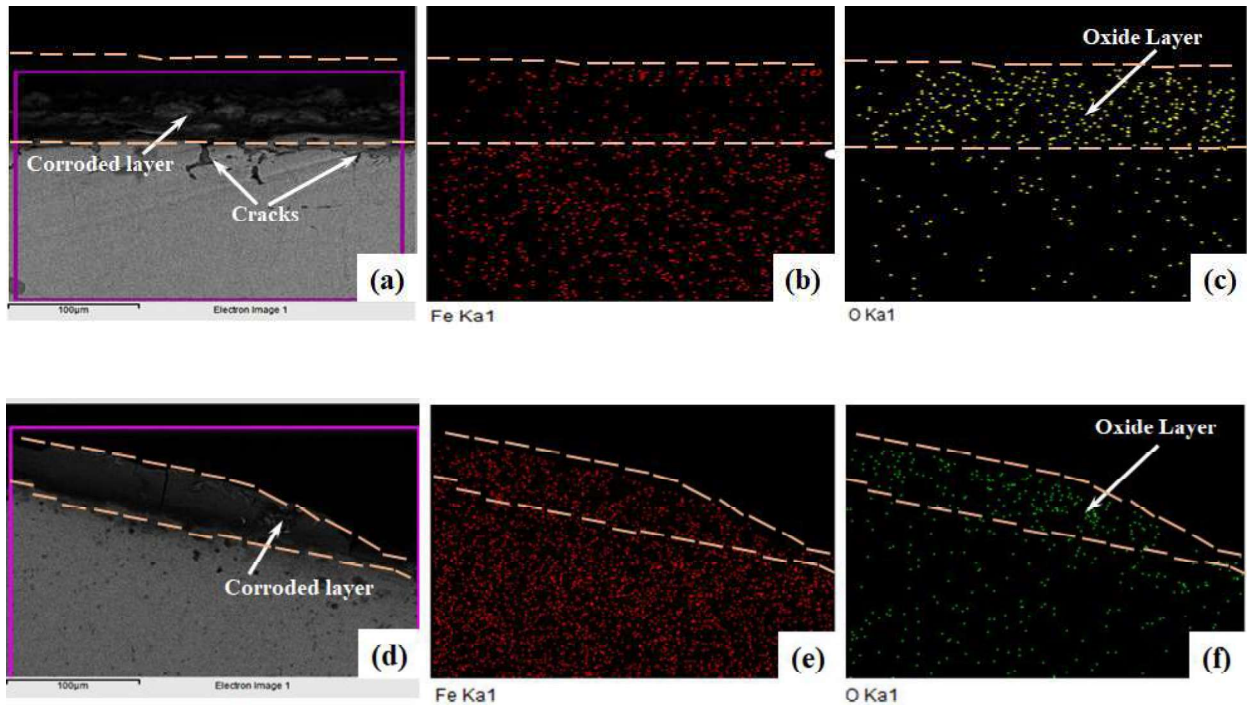 Corroded layer
Cracks
(a)
100µm
Electron Image 1
(b)
Fe Ka1
Oxide Layer
(c)
O Ka1
Corroded layer
(d)
100µm
Electron Image 1
(e)
Fe Ka1
Oxide Layer
(f)
O Ka1